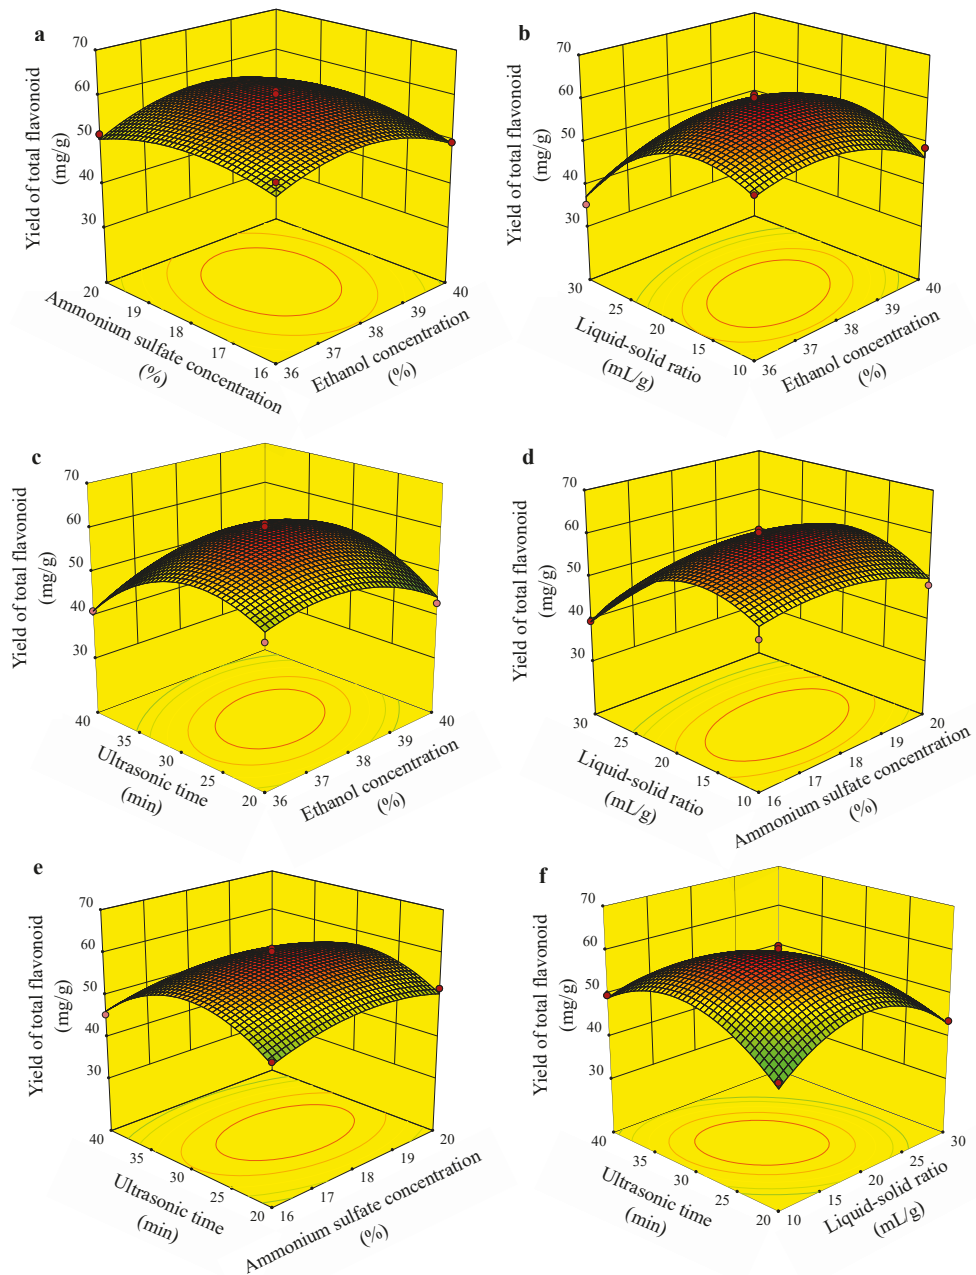 a
70
60
50
40
30
Yield of total flavonoid
(mg/g)
20
19
18
17
16
Ammonium sulfate concentration
(%)
36
37
38
39
40
Ethanol concentration
(%)
b
70
60
50
40
30
Yield of total flavonoid
(mg/g)
30
25
20
15
10
Liquid-solid ratio
(mL/g)
36
37
38
39
40
Ethanol concentration
(%)
c
70
60
50
40
30
Yield of total flavonoid
(mg/g)
40
35
30
25
20
Ultrasonic time
(min)
36
37
38
39
40
Ethanol concentration
(%)
d
70
60
50
40
30
Yield of total flavonoid
(mg/g)
30
25
20
15
10
Liquid-solid ratio
(mL/g)
16
17
18
19
20
Ammonium sulfate concentration
(%)
e
70
60
50
40
30
Yield of total flavonoid
(mg/g)
40
35
30
25
20
Ultrasonic time
(min)
16
17
18
19
20
Ammonium sulfate concentration
(%)
f
70
60
50
40
30
Yield of total flavonoid
(mg/g)
40
35
30
25
20
Ultrasonic time
(min)
10
15
20
25
30
Liquid-solid ratio
(mL/g)